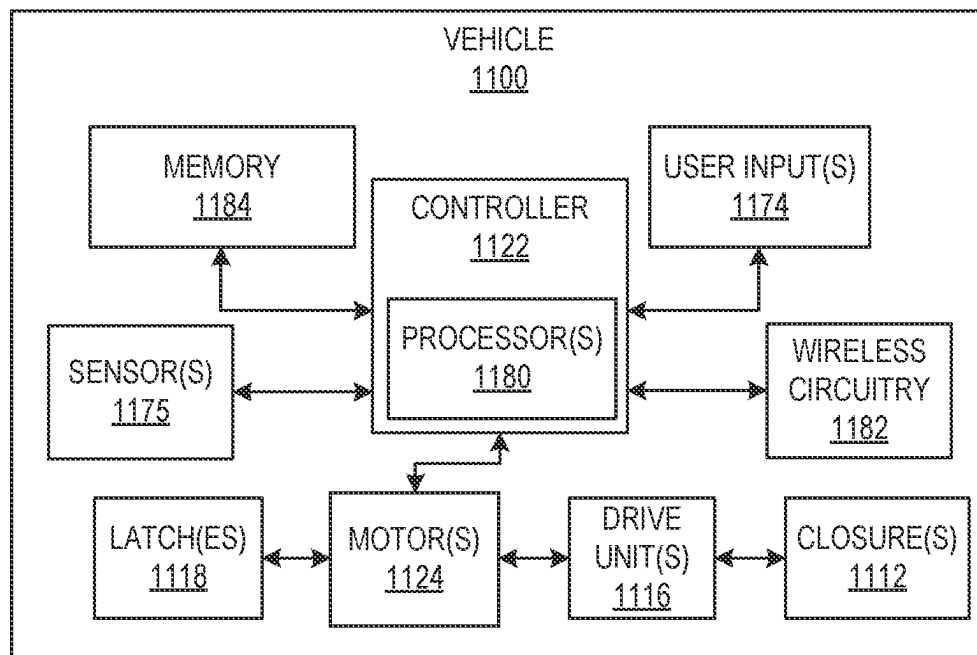 VEHICLE
1100
MEMORY
1184
CONTROLLER
1122
USER INPUT(S)
1174
PROCESSOR(S)
1180
SENSOR(S)
1175
WIRELESS
CIRCUITRY
1182
LATCH(ES)
1118
MOTOR(S)
1124
DRIVE
UNIT(S)
1116
CLOSURE(S)
1112